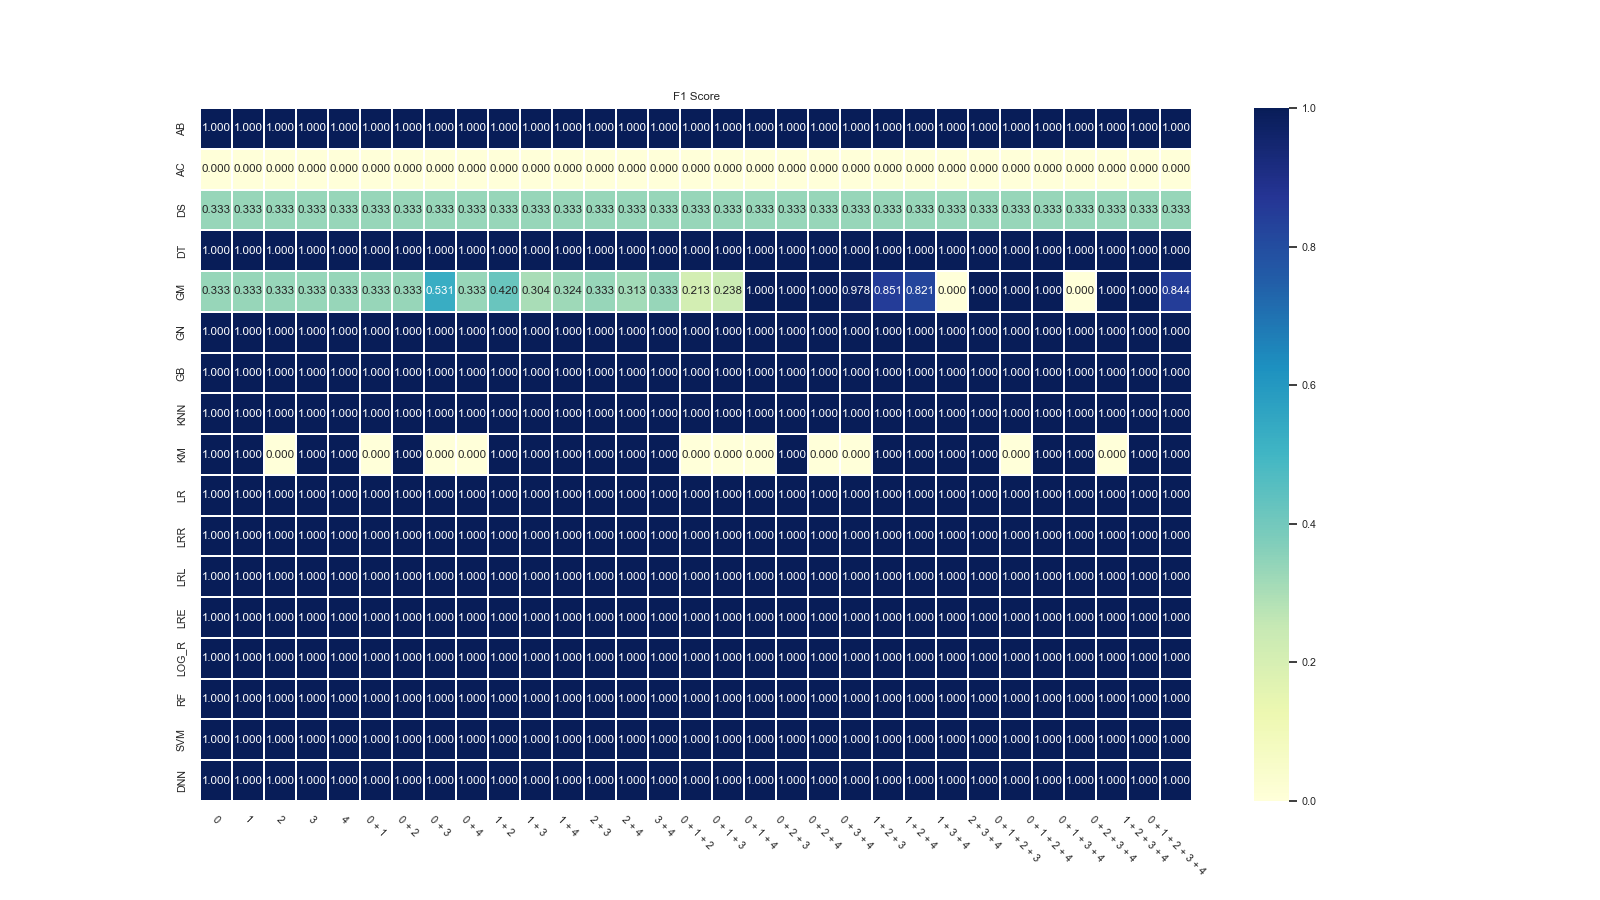 F1 Score
AB 1.000 1.000 1.000 1.000 1.000 1.000 1.000 1.000 1.000 1.000 1.000 1.000 1.000 1.000 1.000 1.000 1.000 1.000 1.000 1.000 1.000 1.000 1.000 1.000 1.000 1.000 1.000 1.000 1.000 1.000 1.000
AC 0.000 0.000 0.000 0.000 0.000 0.000 0.000 0.000 0.000 0.000 0.000 0.000 0.000 0.000 0.000 0.000 0.000 0.000 0.000 0.000 0.000 0.000 0.000 0.000 0.000 0.000 0.000 0.000 0.000 0.000 0.000
DS 0.333 0.333 0.333 0.333 0.333 0.333 0.333 0.333 0.333 0.333 0.333 0.333 0.333 0.333 0.333 0.333 0.333 0.333 0.333 0.333 0.333 0.333 0.333 0.333 0.333 0.333 0.333 0.333 0.333 0.333 0.333
DT 1.000 1.000 1.000 1.000 1.000 1.000 1.000 1.000 1.000 1.000 1.000 1.000 1.000 1.000 1.000 1.000 1.000 1.000 1.000 1.000 1.000 1.000 1.000 1.000 1.000 1.000 1.000 1.000 1.000 1.000 1.000
GM 0.333 0.333 0.333 0.333 0.333 0.333 0.333 0.531 0.333 0.420 0.304 0.324 0.333 0.313 0.333 0.213 0.238 1.000 1.000 1.000 0.978 0.851 0.821 0.000 1.000 1.000 1.000 0.000 1.000 1.000 0.844
GN 1.000 1.000 1.000 1.000 1.000 1.000 1.000 1.000 1.000 1.000 1.000 1.000 1.000 1.000 1.000 1.000 1.000 1.000 1.000 1.000 1.000 1.000 1.000 1.000 1.000 1.000 1.000 1.000 1.000 1.000 1.000
GB 1.000 1.000 1.000 1.000 1.000 1.000 1.000 1.000 1.000 1.000 1.000 1.000 1.000 1.000 1.000 1.000 1.000 1.000 1.000 1.000 1.000 1.000 1.000 1.000 1.000 1.000 1.000 1.000 1.000 1.000 1.000
KNN 1.000 1.000 1.000 1.000 1.000 1.000 1.000 1.000 1.000 1.000 1.000 1.000 1.000 1.000 1.000 1.000 1.000 1.000 1.000 1.000 1.000 1.000 1.000 1.000 1.000 1.000 1.000 1.000 1.000 1.000 1.000
KM 1.000 1.000 0.000 1.000 1.000 0.000 1.000 0.000 0.000 1.000 1.000 1.000 1.000 1.000 1.000 0.000 0.000 0.000 1.000 0.000 0.000 1.000 1.000 1.000 1.000 0.000 1.000 1.000 0.000 1.000 1.000
LR 1.000 1.000 1.000 1.000 1.000 1.000 1.000 1.000 1.000 1.000 1.000 1.000 1.000 1.000 1.000 1.000 1.000 1.000 1.000 1.000 1.000 1.000 1.000 1.000 1.000 1.000 1.000 1.000 1.000 1.000 1.000
LRR 1.000 1.000 1.000 1.000 1.000 1.000 1.000 1.000 1.000 1.000 1.000 1.000 1.000 1.000 1.000 1.000 1.000 1.000 1.000 1.000 1.000 1.000 1.000 1.000 1.000 1.000 1.000 1.000 1.000 1.000 1.000
LRL 1.000 1.000 1.000 1.000 1.000 1.000 1.000 1.000 1.000 1.000 1.000 1.000 1.000 1.000 1.000 1.000 1.000 1.000 1.000 1.000 1.000 1.000 1.000 1.000 1.000 1.000 1.000 1.000 1.000 1.000 1.000
LRE 1.000 1.000 1.000 1.000 1.000 1.000 1.000 1.000 1.000 1.000 1.000 1.000 1.000 1.000 1.000 1.000 1.000 1.000 1.000 1.000 1.000 1.000 1.000 1.000 1.000 1.000 1.000 1.000 1.000 1.000 1.000
LOG_R 1.000 1.000 1.000 1.000 1.000 1.000 1.000 1.000 1.000 1.000 1.000 1.000 1.000 1.000 1.000 1.000 1.000 1.000 1.000 1.000 1.000 1.000 1.000 1.000 1.000 1.000 1.000 1.000 1.000 1.000 1.000
RF 1.000 1.000 1.000 1.000 1.000 1.000 1.000 1.000 1.000 1.000 1.000 1.000 1.000 1.000 1.000 1.000 1.000 1.000 1.000 1.000 1.000 1.000 1.000 1.000 1.000 1.000 1.000 1.000 1.000 1.000 1.000
SVM 1.000 1.000 1.000 1.000 1.000 1.000 1.000 1.000 1.000 1.000 1.000 1.000 1.000 1.000 1.000 1.000 1.000 1.000 1.000 1.000 1.000 1.000 1.000 1.000 1.000 1.000 1.000 1.000 1.000 1.000 1.000
DNN 1.000 1.000 1.000 1.000 1.000 1.000 1.000 1.000 1.000 1.000 1.000 1.000 1.000 1.000 1.000 1.000 1.000 1.000 1.000 1.000 1.000 1.000 1.000 1.000 1.000 1.000 1.000 1.000 1.000 1.000 1.000
0
1
2
3
4
0 + 1
0 + 2
0 + 3
0 + 4
1 + 2
1 + 3
1 + 4
2 + 3
2 + 4
3 + 4
0 + 1 + 2
0 + 1 + 3
0 + 1 + 4
0 + 2 + 3
0 + 2 + 4
0 + 3 + 4
1 + 2 + 3
1 + 2 + 4
1 + 3 + 4
2 + 3 + 4
0 + 1 + 2 + 3
0 + 1 + 2 + 4
0 + 1 + 3 + 4
0 + 2 + 3 + 4
1 + 2 + 3 + 4
0 + 1 + 2 + 3 + 4
1.0
0.8
0.6
0.4
0.2
0.0